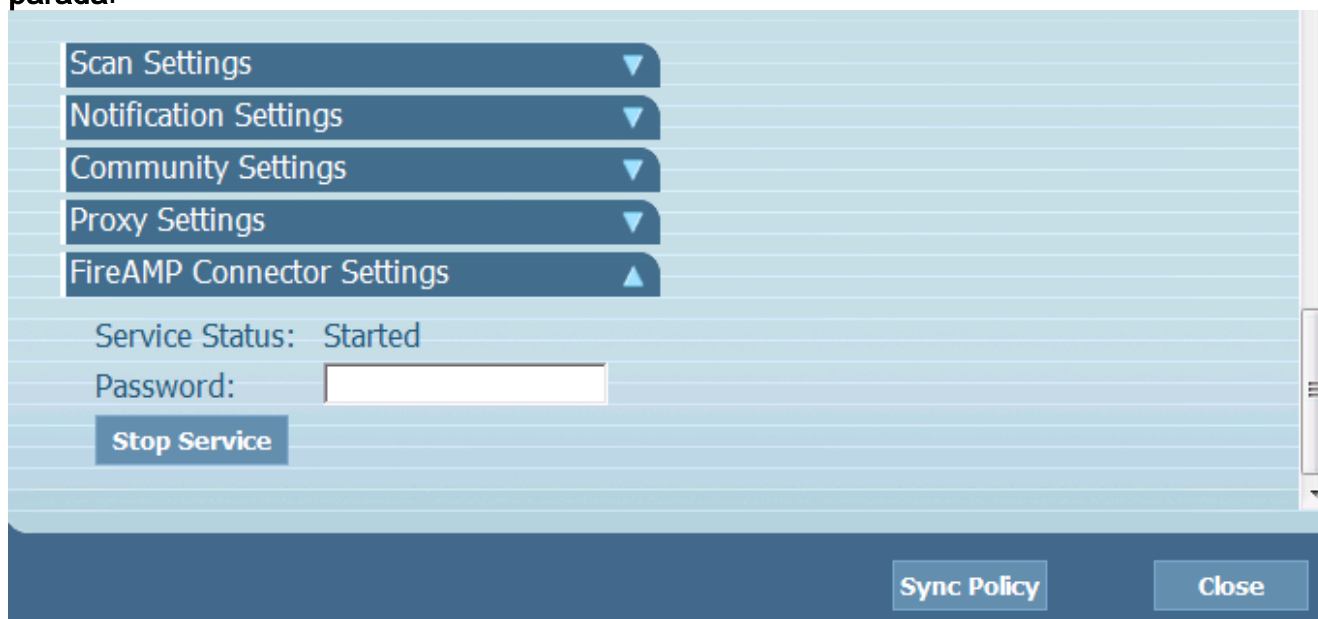 parada.
Scan Settings
Notification Settings
Community Settings
Proxy Settings
FireAMP Connector Settings
Service Status: Started
Password:
Stop Service
Sync Policy Close